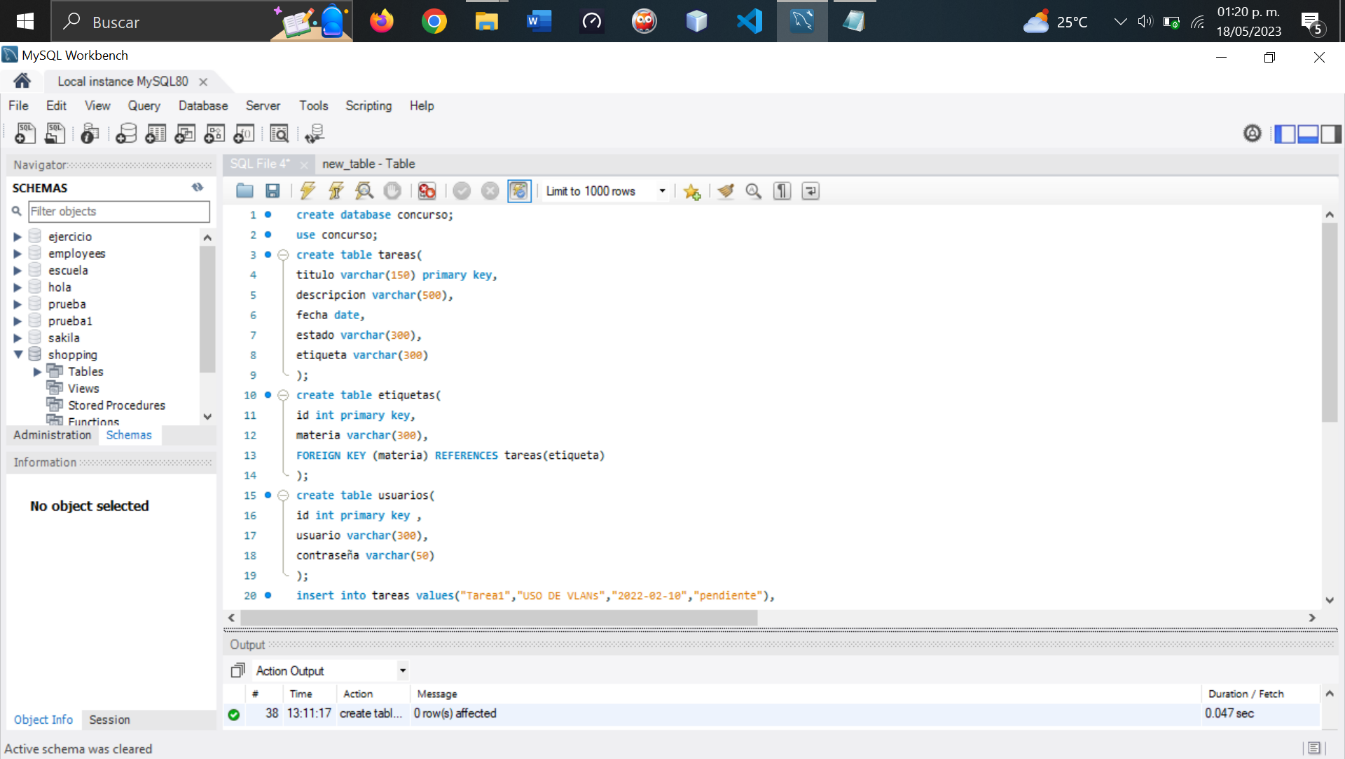 Buscar
25°C
01:20 p. m.
18/05/2023
5
MySQL Workbench
Local instance MySQL80
File Edit View Query Database Server Tools Scripting Help
Navigator
SCHEMAS
Filter objects
ejercicio
employees
escuela
hola
prueba
prueba1
sakila
shopping
Tables
Views
Stored Procedures
Functions
Administration Schemas
Information
No object selected
Object Info Session
SQL File 4* new_table - Table
Limit to 1000 rows
1 create database concurso;
2 use concurso;
3 create table tareas(
4 titulo varchar(150) primary key,
5 descripcion varchar(500),
6 fecha date,
7 estado varchar(300),
8 etiqueta varchar(300)
9 );
10 create table etiquetas(
11 id int primary key,
12 materia varchar(300),
13 FOREIGN KEY (materia) REFERENCES tareas(etiqueta)
14 );
15 create table usuarios(
16 id int primary key ,
17 usuario varchar(300),
18 contraseña varchar(50)
19 );
20 insert into tareas values("Tarea1","USO DE VLANs","2022-02-10","pendiente"),
Output
Action Output
# Time Action Message Duration / Fetch
38 13:11:17 create tabl... 0 row(s) affected 0.047 sec
Active schema was cleared